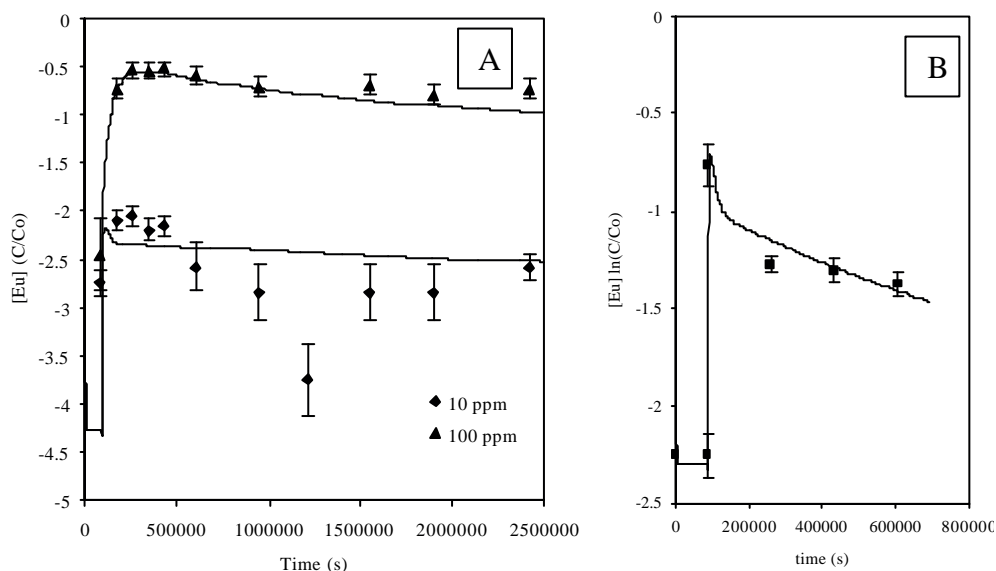 A
[Eu] (C/Co)
0
-0.5
-1
-1.5
-2
-2.5
-3
-3.5
-4
-4.5
-5
10 ppm
100 ppm
0 500000 1000000 1500000 2000000 2500000
Time (s)
B
[Eu] ln(C/Co)
0
-0.5
-1
-1.5
-2
-2.5
0 200000 400000 600000 800000
time (s)